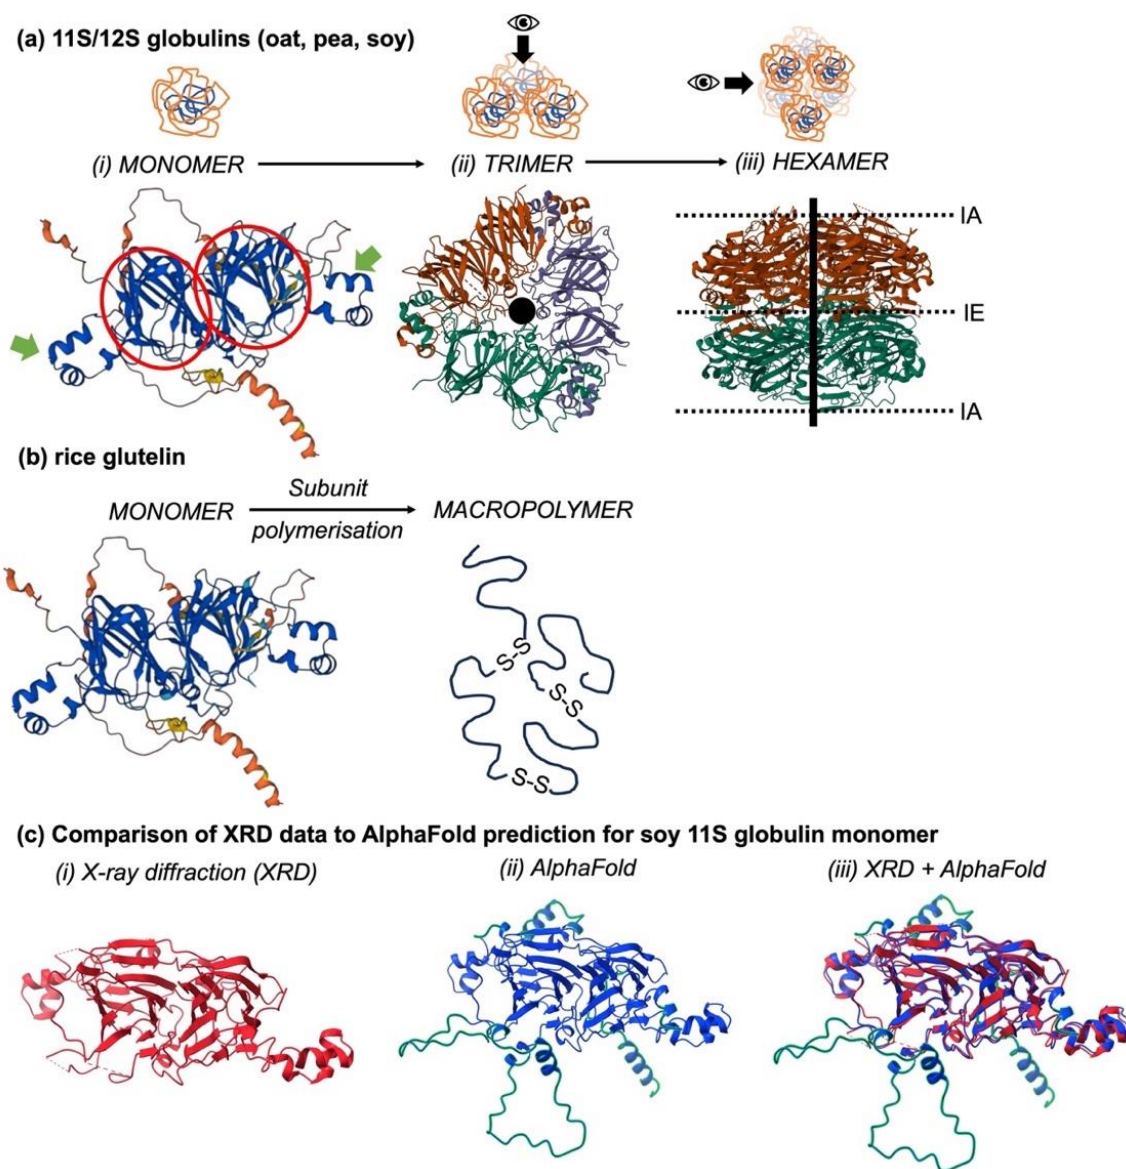 (a) 11S/12S globulins (oat, pea, soy)
(i) MONOMER
(ii) TRIMER
(iii) HEXAMER
IA
IE
IA
(b) rice glutelin
MONOMER
Subunit
polymerisation
MACROPOLYMER
S-S
S-S
S-S
(c) Comparison of XRD data to AlphaFold prediction for soy 11S globulin monomer
(i) X-ray diffraction (XRD)
(ii) AlphaFold
(iii) XRD + AlphaFold